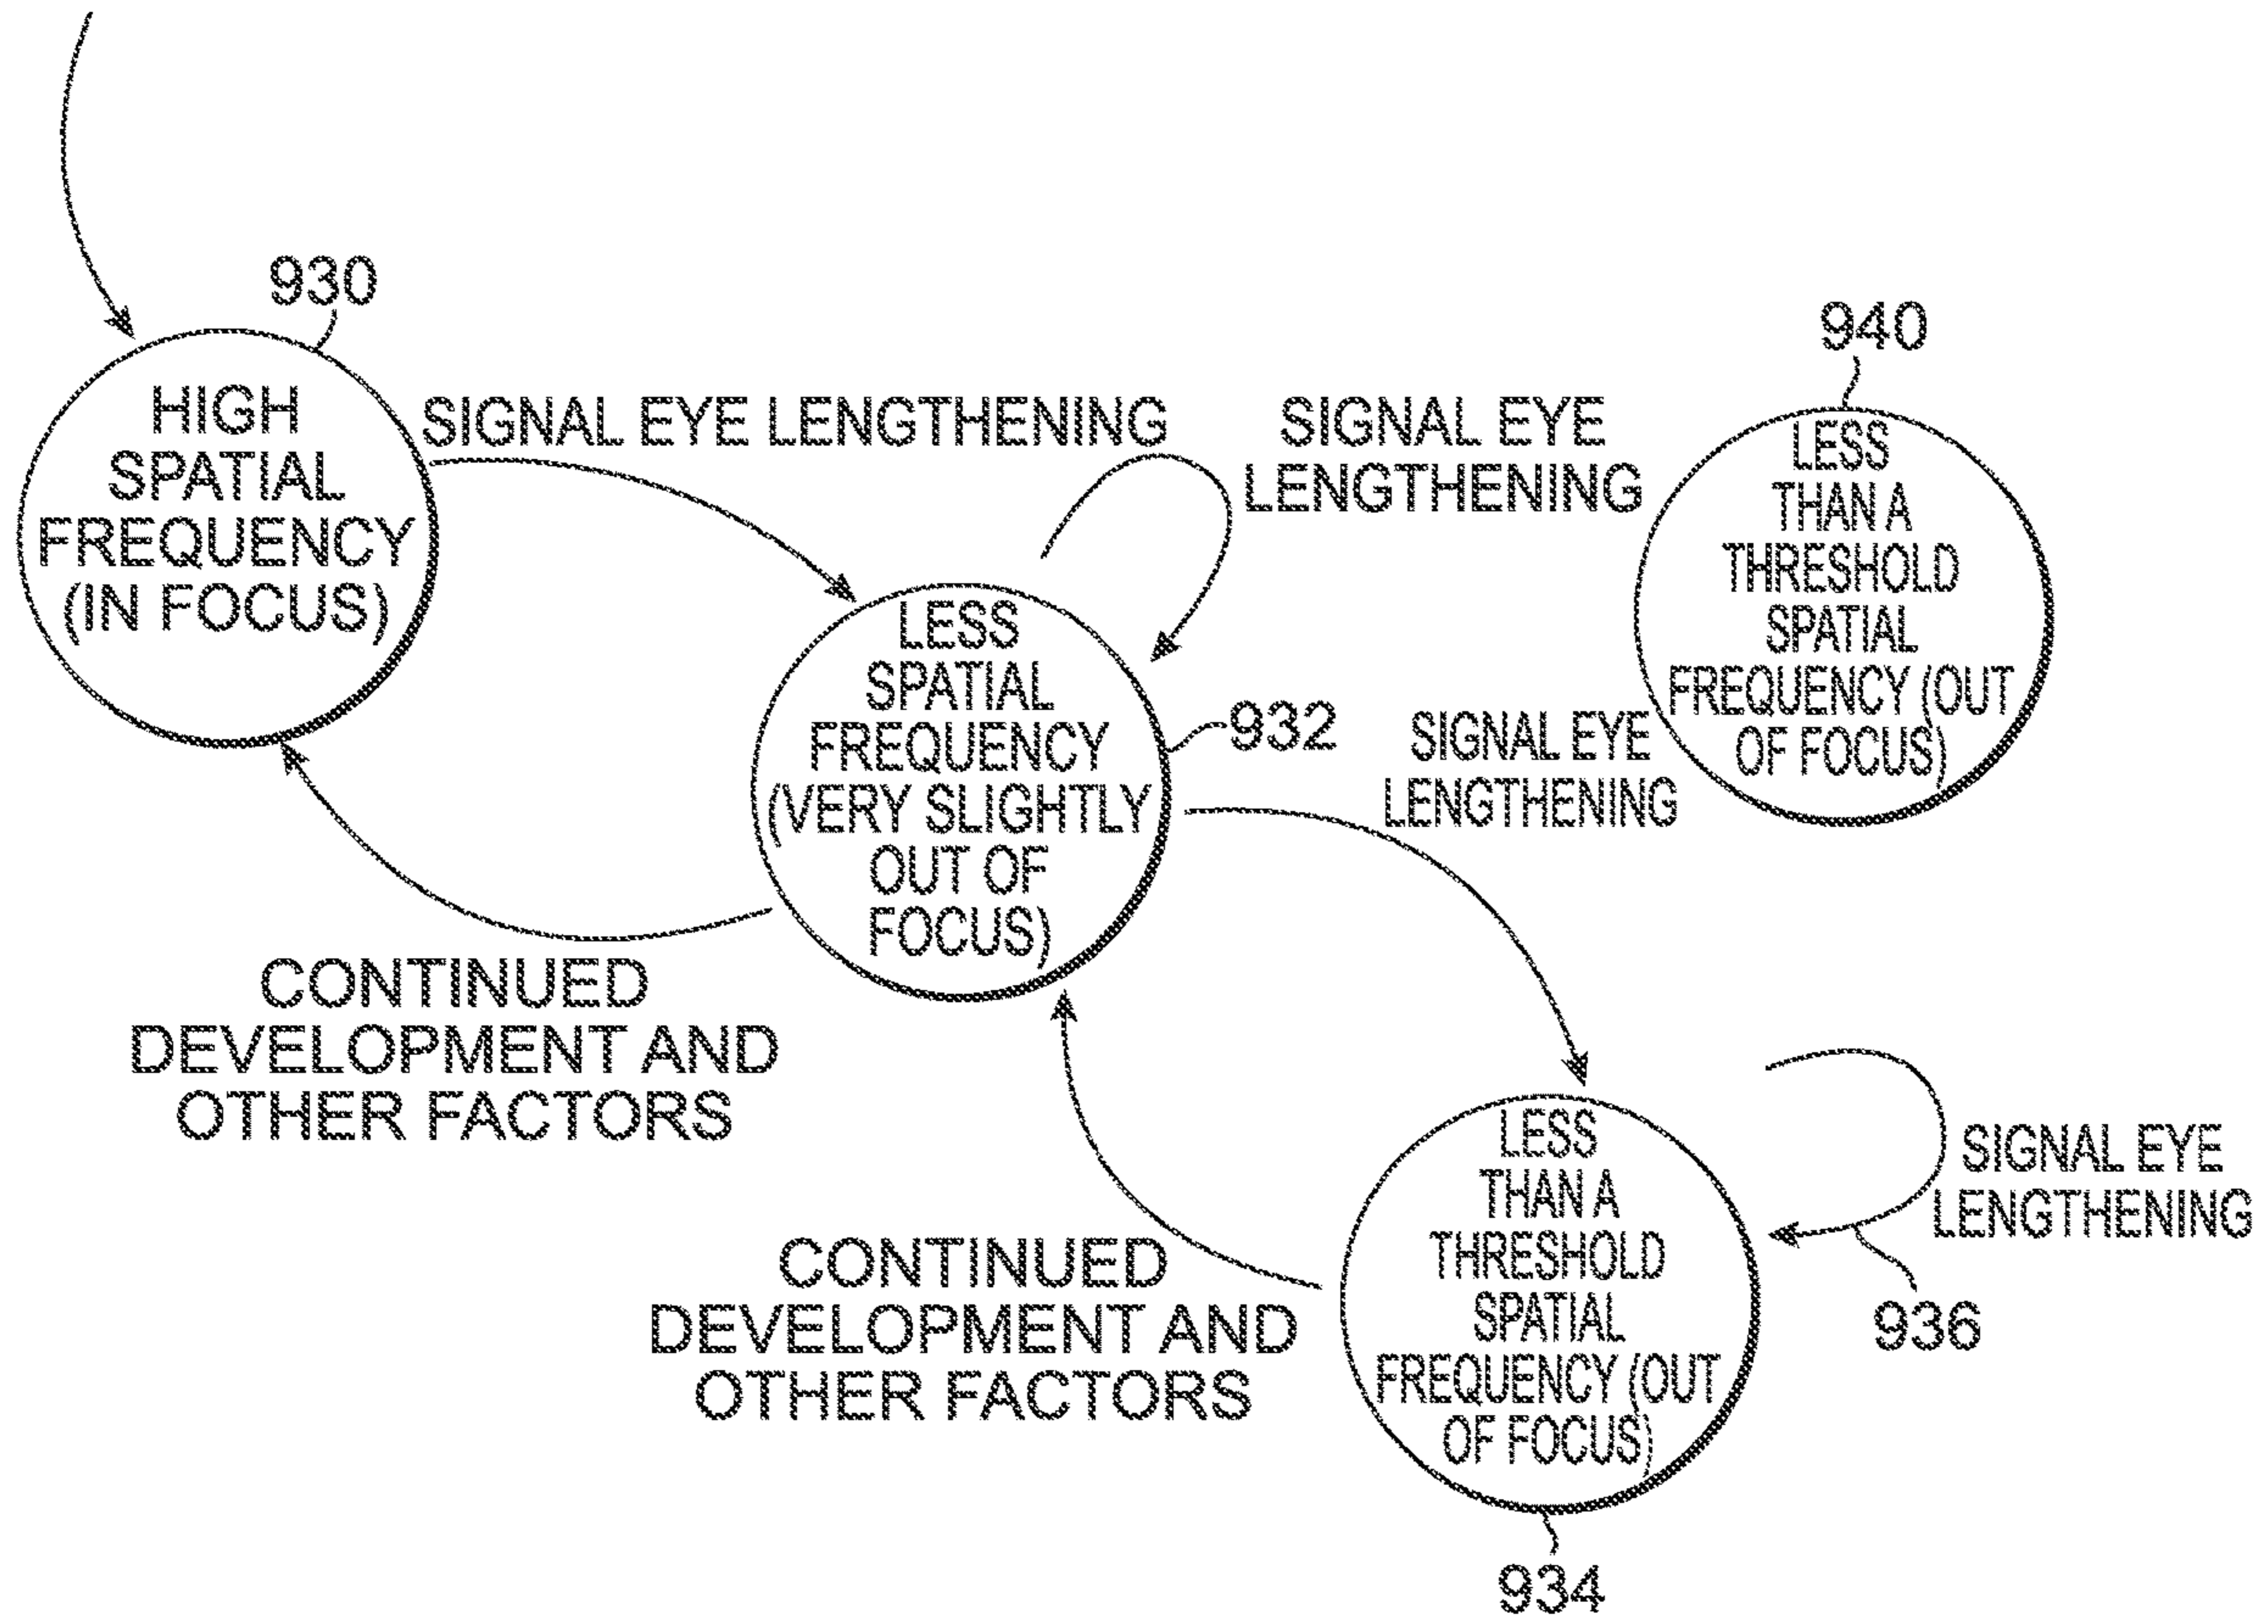 930
HIGH
SPATIAL
FREQUENCY
(IN FOCUS)
SIGNAL EYE LENGTHENING
SIGNAL EYE
LENGTHENING
940
LESS
THAN A
THRESHOLD
SPATIAL
FREQUENCY (OUT
OF FOCUS)
LESS
SPATIAL
FREQUENCY
(VERY SLIGHTLY
OUT OF
FOCUS)
932
SIGNAL EYE
LENGTHENING
CONTINUED
DEVELOPMENT AND
OTHER FACTORS
LESS
THAN A
THRESHOLD
SPATIAL
FREQUENCY (OUT
OF FOCUS)
SIGNAL EYE
LENGTHENING
936
CONTINUED
DEVELOPMENT AND
OTHER FACTORS
934